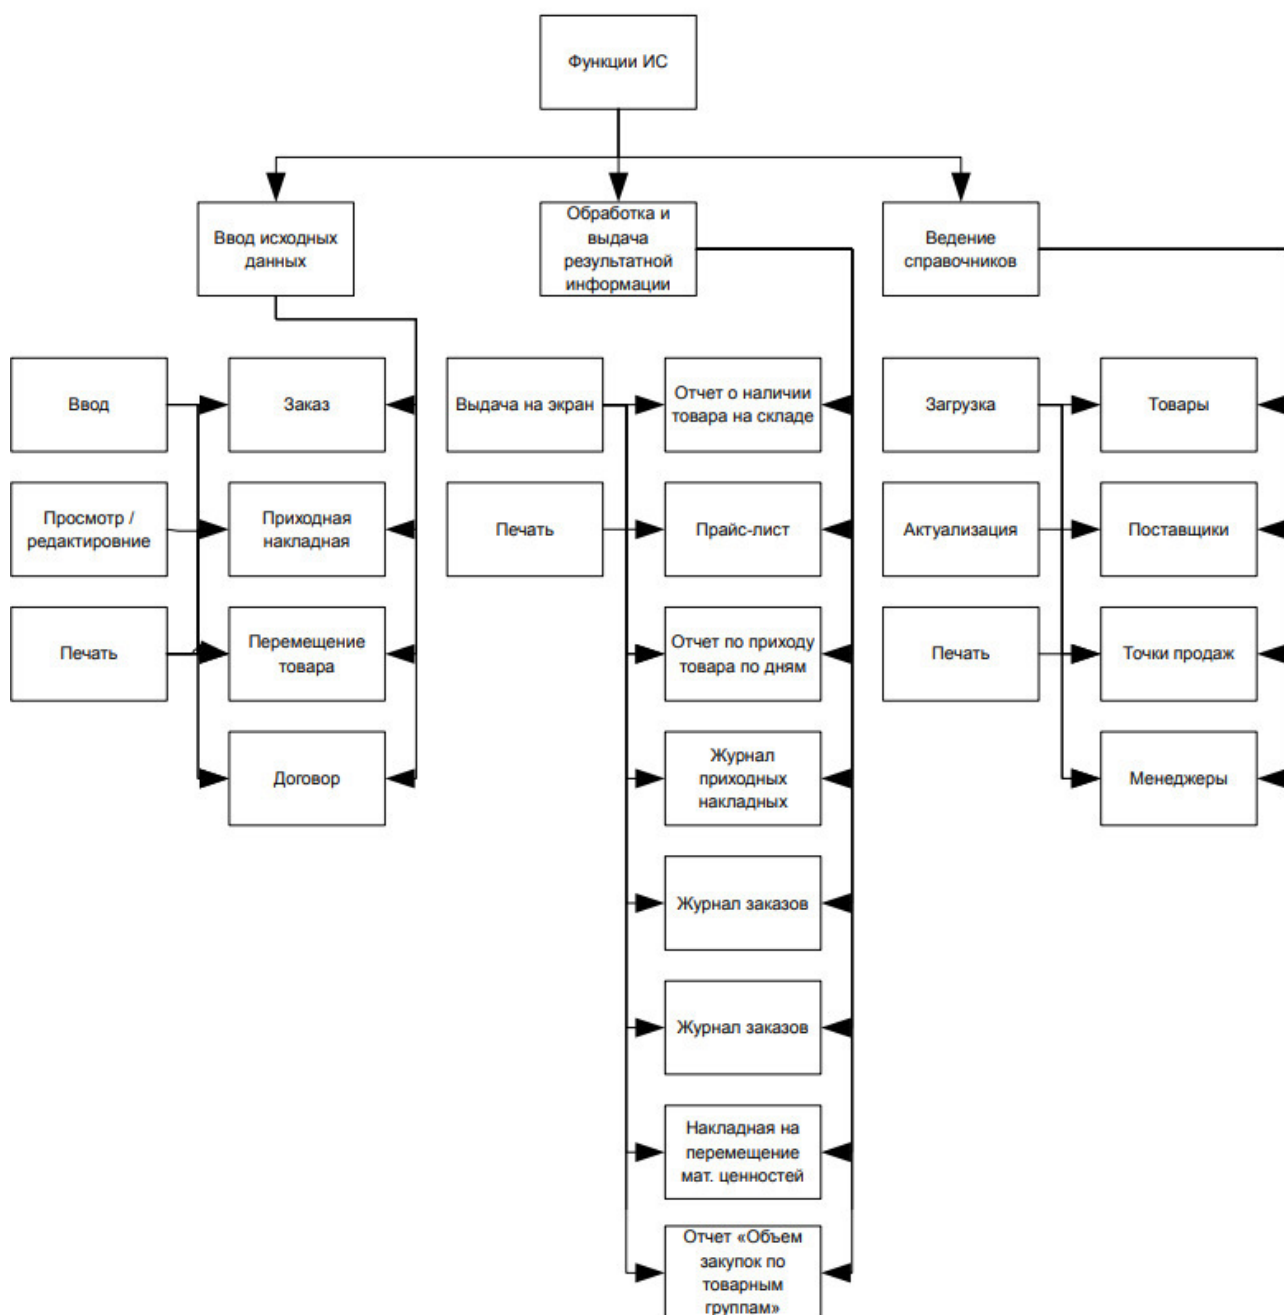 Функции ИС
Ввод исходных
данных
Обработка и
выдача
результатной
информации
Ведение
справочников
Ввод
Заказ
Выдача на экран
Отчет о наличии
товара на складе
Загрузка
Товары
Просмотр /
редактировние
Приходная
накладная
Печать
Прайс-лист
Актуализация
Поставщики
Печать
Перемещение
товара
Отчет по приходу
товара по дням
Печать
Точки продаж
Договор
Журнал
приходных
накладных
Менеджеры
Журнал заказов
Журнал заказов
Накладная на
перемещение
мат. ценностей
Отчет «Объем
закупок по
товарным
группам»